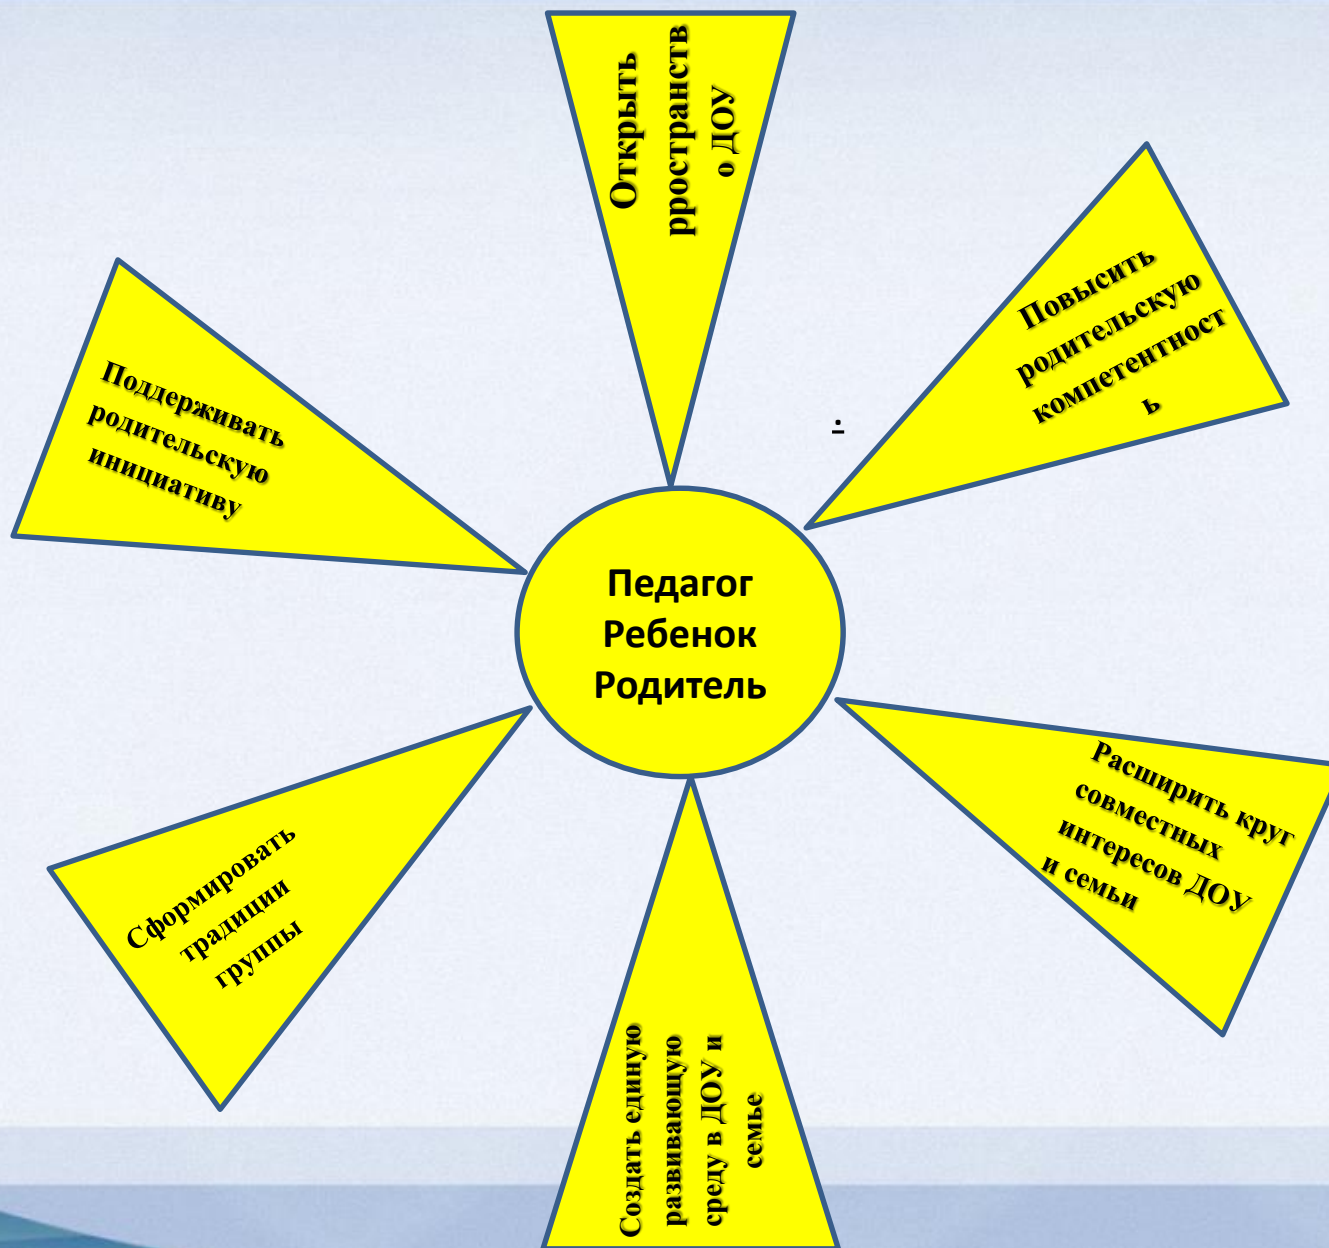 Открыть
рространств
о ДОУ
Повысить
родительскую
компетентност
ь
.
Поддерживать
родительскую
инициативу
Педагог
Ребенок
Родитель
Расширить круг
совместных
интересов ДОУ
и семьи
Сформировать
традиции
группы
Создать единую
развивающую
среду в ДОУ и
семье